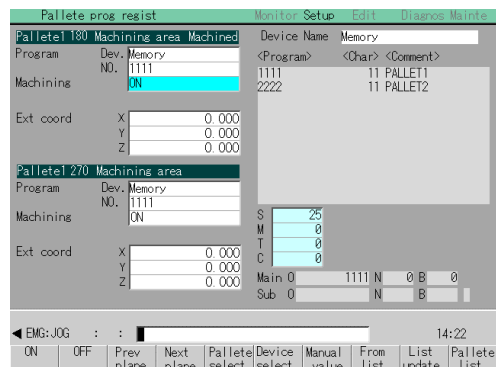 Pallete prog regist
Monitor Setup Edit Diagnos Mainte
Pallete1 180 Machining area Machined
Program Dev. Memory
NO. 1111
Machining ON
Ext coord X 0.000
Y 0.000
Z 0.000
Pallete1 270 Machining area
Program Dev. Memory
NO. 1111
Machining ON
Ext coord X 0.000
Y 0.000
Z 0.000
Device Name Memory
<Program> <Char> <Comment>
1111 11 PALLET1
2222 11 PALLET2
S 25
M 0
T 0
C 0
Main O 1111 N 0 B 0
Sub O N B
◀ EMG:JOG : : 14:22
ON OFF Prev plane Next plane Pallete select Device select Manual value From List List update Pallete list